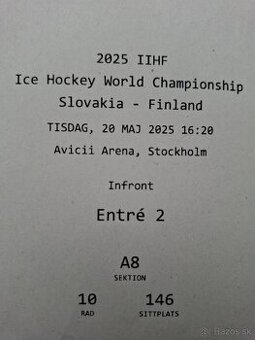 2025 IIHF
Ice Hockey World Championship
Slovakia - Finland
TISDAG, 20 MAJ 2025 16:20
Avicii Arena, Stockholm
Infront
Entré 2
A8
SEKTION
10 146
RAD SITTPLATS
© Hazos.sk